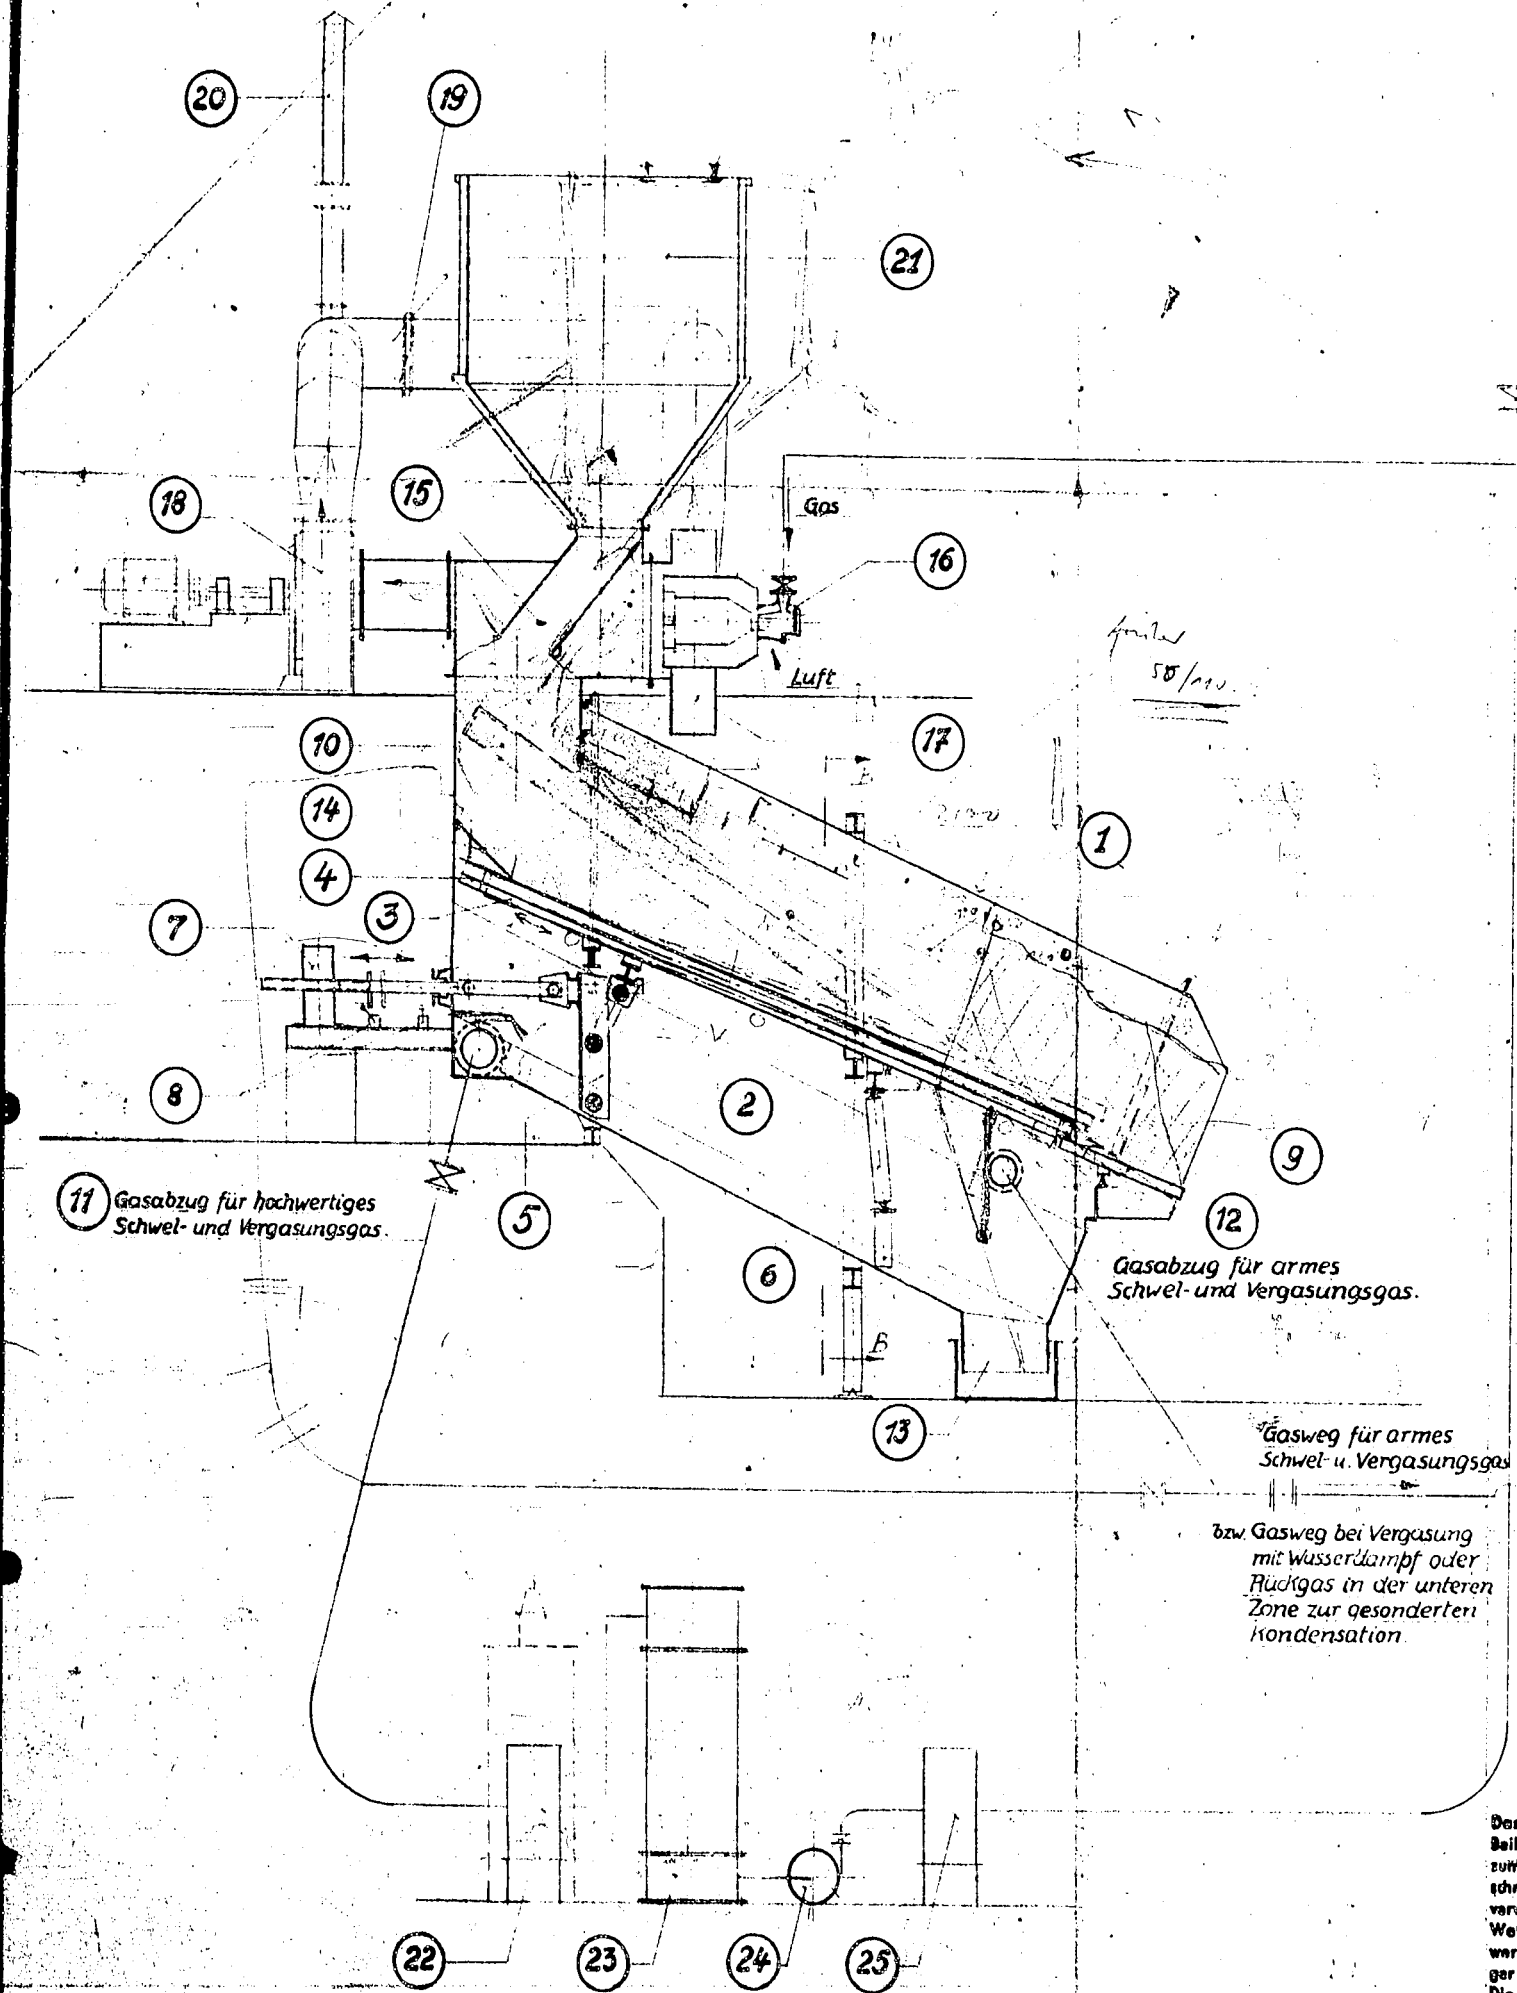 20
19
21
18
15
Gas
16
Luft
50/110.
10
17
B
14
1
4
7
3
8
2
9
11 Gasabzug für hochwertiges
Schwel- und Vergasungsgas.
5
12
Gasabzug für armes
Schwel- und Vergasungsgas.
6
B
13
Gasweg für armes
Schwel- u. Vergasungsgas
bzw. Gasweg bei Vergasung
mit Wasserdampf oder
Rückgas in der unteren
Zone zur gesonderten
Kondensation
22
23
24
25